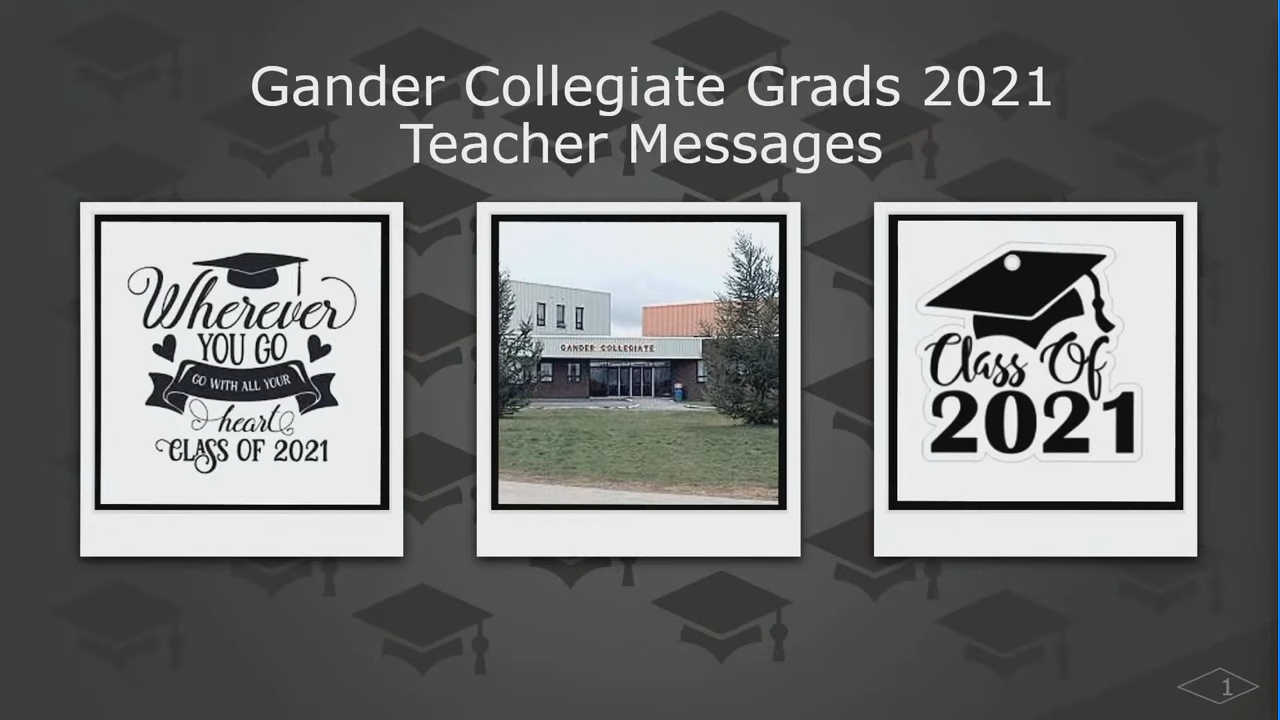 Gander Collegiate Grads 2021
Teacher Messages
Wherever
YOU GO
GO WITH ALL YOUR
heart
CLASS OF 2021
GANDER COLLEGIATE
Class Of
2021
1